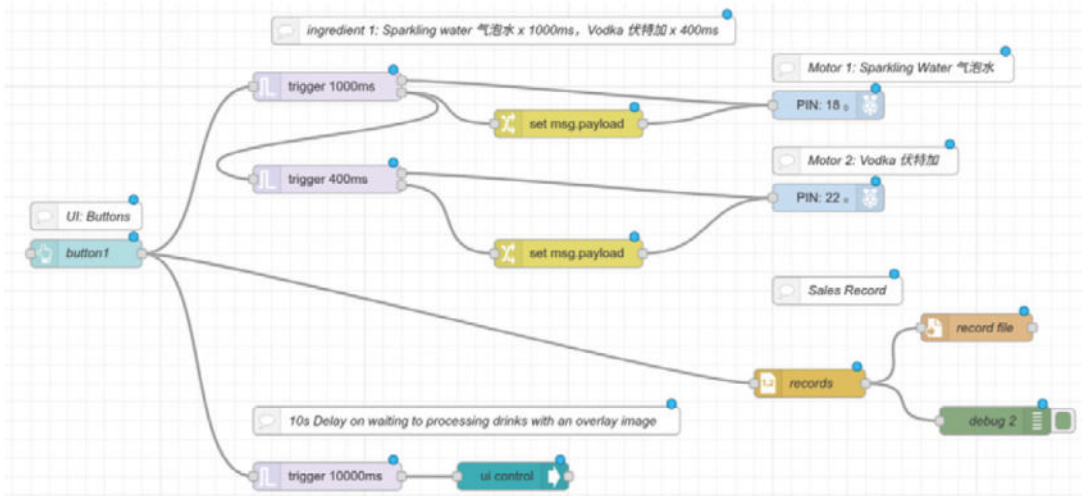 ingredient 1: Sparkling water 气泡水 x 1000ms，Vodka 伏特加 x 400ms
Motor 1: Sparkling Water 气泡水
trigger 1000ms
PIN: 18
set msg.payload
Motor 2: Vodka 伏特加
trigger 400ms
PIN: 22
UI: Buttons
button1
set msg.payload
Sales Record
record file
1,2 records
10s Delay on waiting to processing drinks with an overlay image
debug 2
trigger 10000ms
ui control